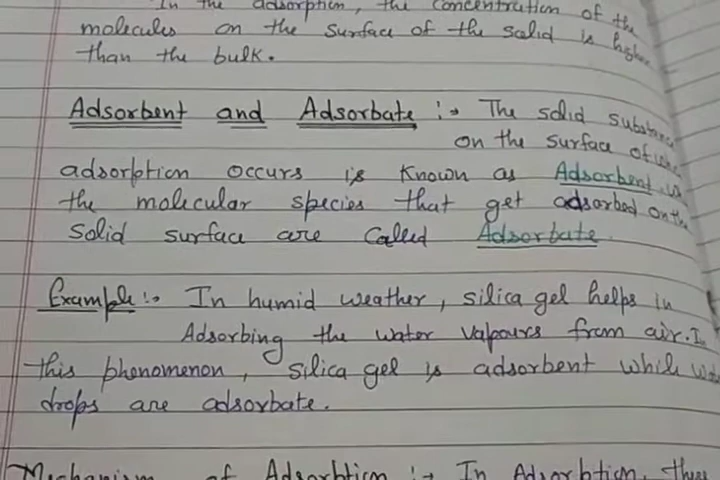 In the adsorption, the concentration of the
molecules on the surface of the solid is higher
than the bulk.
Adsorbent and Adsorbate :→ The solid substance
on the surface of
adsorption occurs is known as Adsorbent
the molecular species that get adsorbed on the
solid surface are called Adsorbate
Example :→ In humid weather, silica gel helps in
Adsorbing the water vapours from air. I
this phenomenon, silica gel is adsorbent while
drops are adsorbate.
Mechanism of Adsorption :→ In Adsorption,